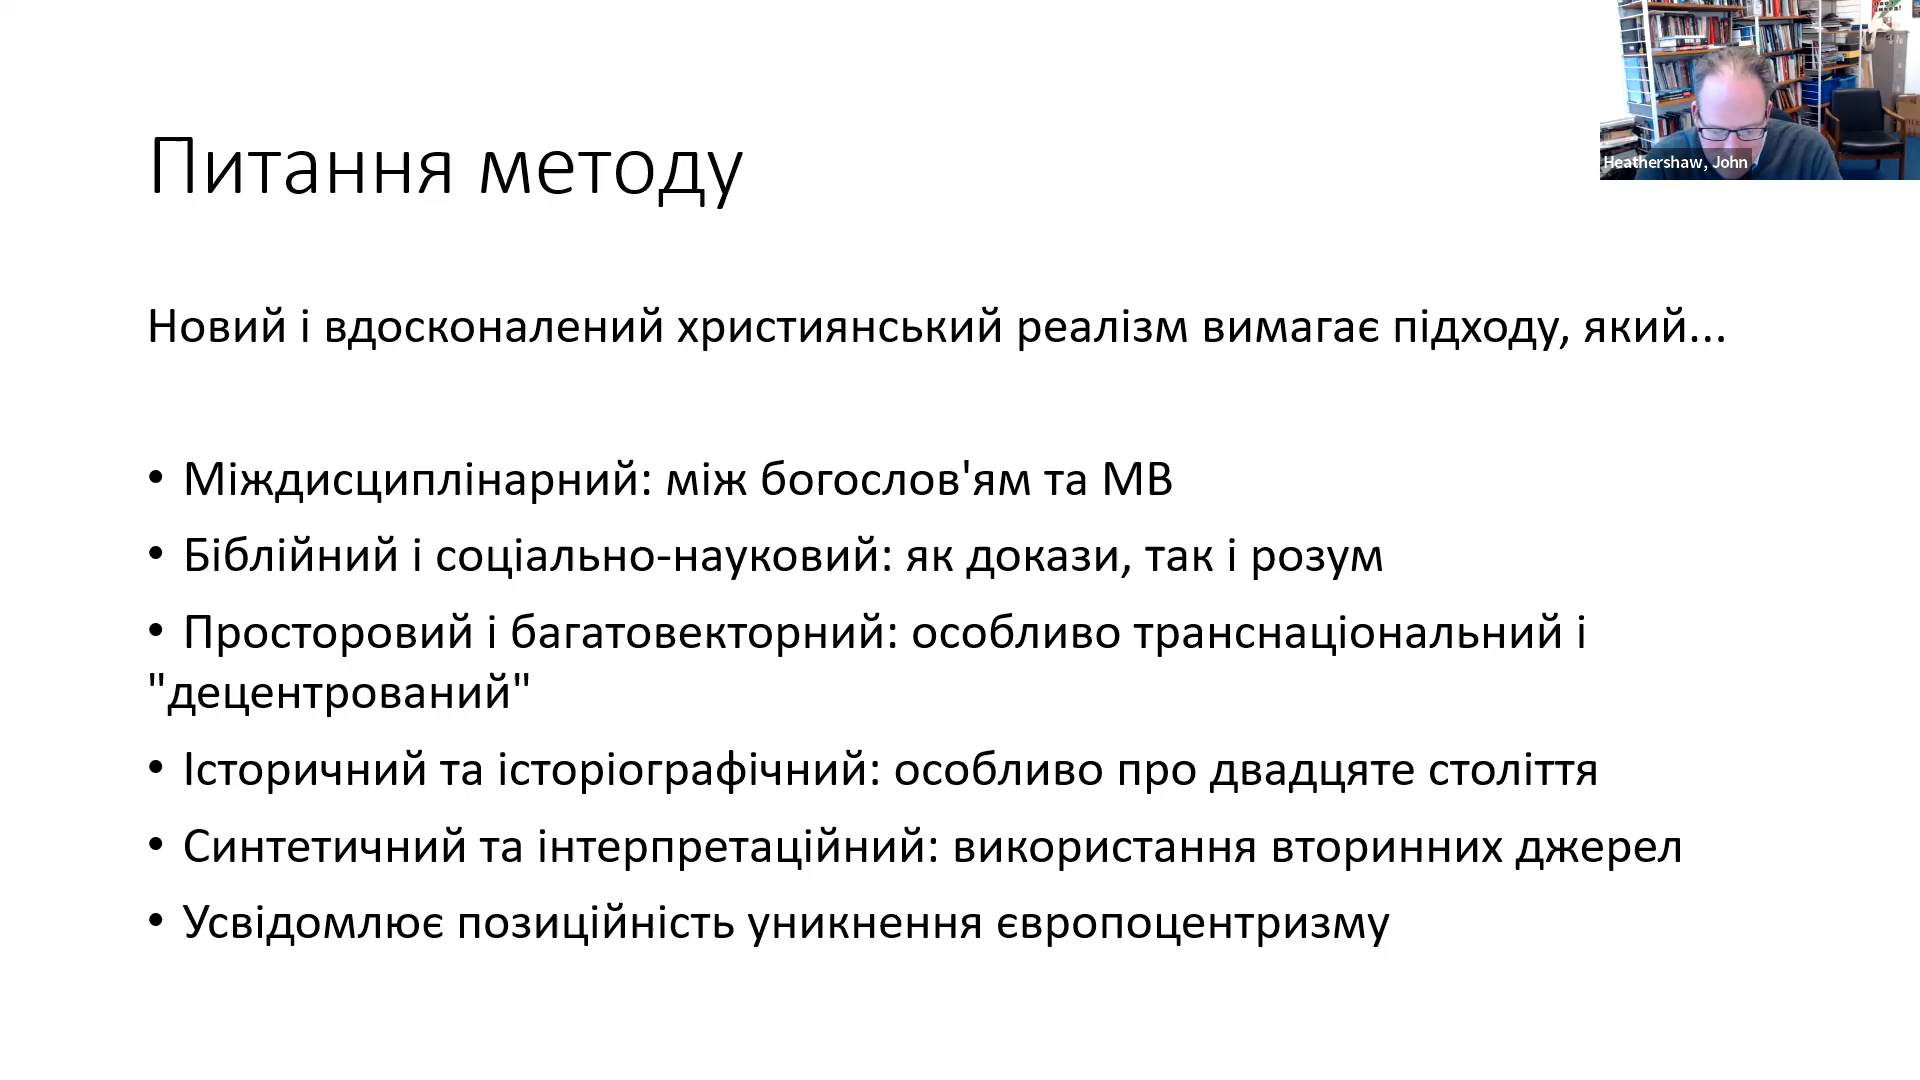 Heathershaw, John
Питання методу
Новий і вдосконалений християнський реалізм вимагає підходу, який...
• Міждисциплінарний: між богослов'ям та МВ
• Біблійний і соціально-науковий: як докази, так і розум
• Просторовий і багатовекторний: особливо транснаціональний і
"децентрований"
• Історичний та історіографічний: особливо про двадцяте століття
• Синтетичний та інтерпретаційний: використання вторинних джерел
• Усвідомлює позиційність уникнення європоцентризму